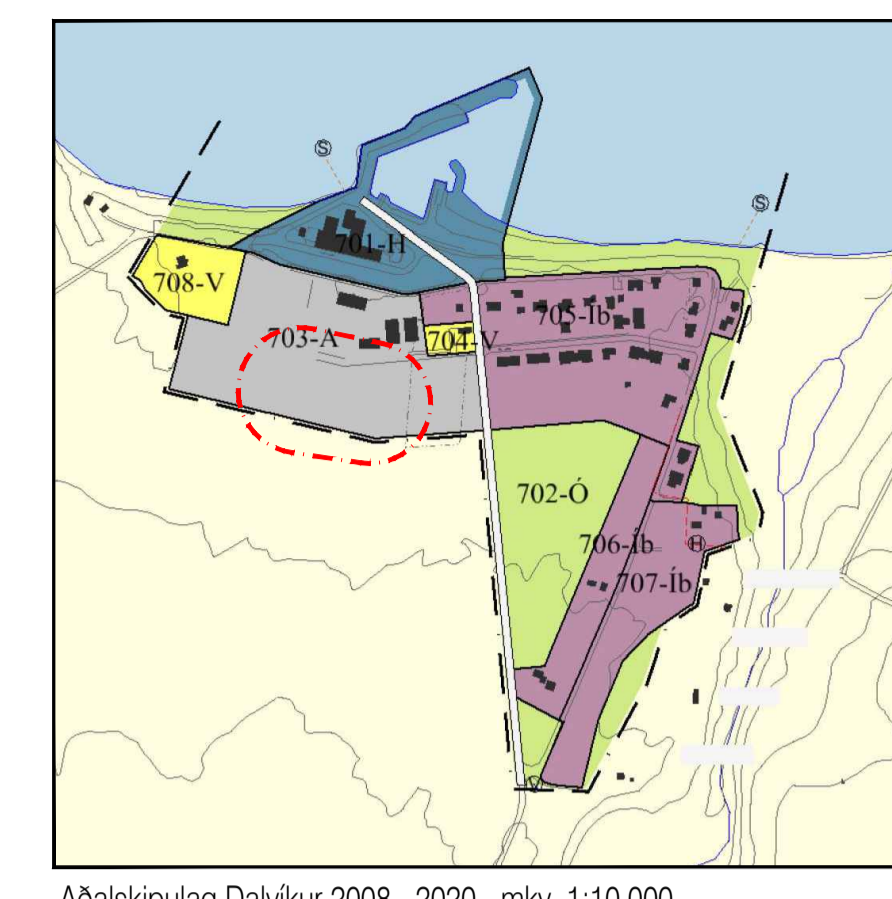 S
S
701-H
708-V
705-Íb
703-A
704-V
702-Ó
706-Íb
H
707-Íb
V
Aðalskipulag Dalvíkur 2008 - 2020 - mkv. 1:10.000